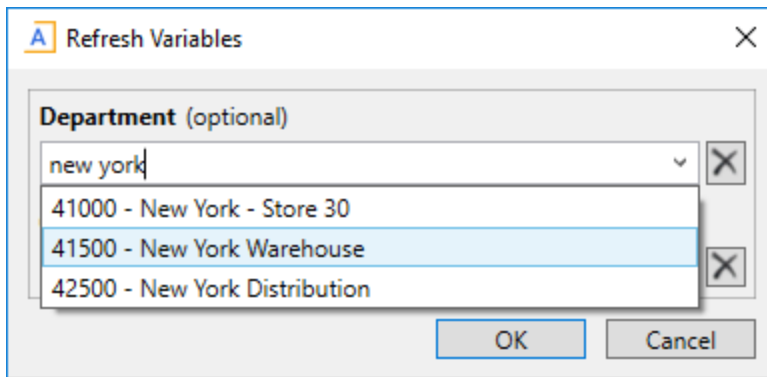 A Refresh Variables
Department (optional)
new york
41000 - New York - Store 30
41500 - New York Warehouse
42500 - New York Distribution
OK Cancel